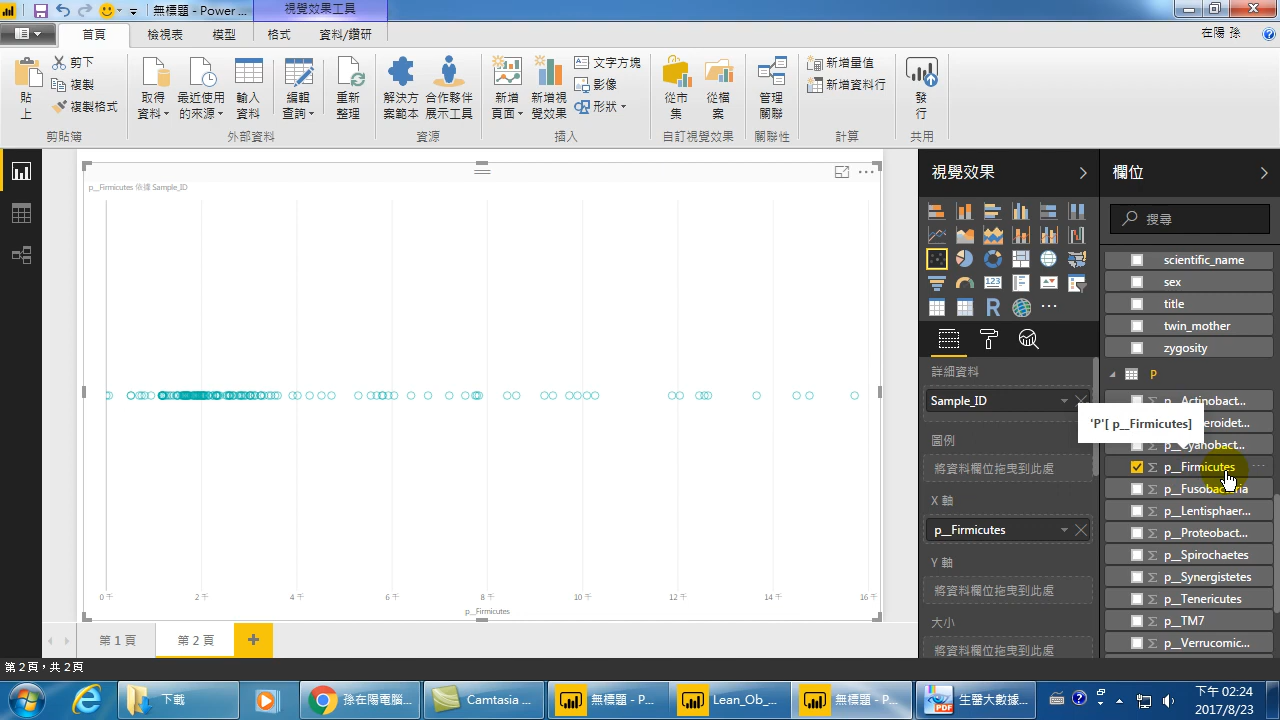 無標題 - Power ...
視覺效果工具
首頁
檢視表
模型
格式
資料/鑽研
在陽 孫
貼上
剪下
複製
複製格式
剪貼簿
取得資料
最近使用的來源
輸入資料
編輯查詢
重新整理
外部資料
解決方案範本
合作夥伴展示工具
資源
新增頁面
新增視覺效果
文字方塊
影像
形狀
插入
從市集
從檔案
自訂視覺效果
管理關聯
關聯性
新增量值
新增資料行
計算
發行
共用
p__Firmicutes 依據 Sample_ID
0 千
2 千
4 千
6 千
8 千
10 千
12 千
14 千
16 千
p__Firmicutes
視覺效果
詳細資料
Sample_ID
圖例
將資料欄位拖曳到此處
X 軸
p__Firmicutes
Y 軸
將資料欄位拖曳到此處
大小
將資料欄位拖曳到此處
欄位
搜尋
scientific_name
sex
title
twin_mother
zygosity
P
p__Actinobact...
'P'[ p__Firmicutes]
p__Firmicutes
p__Fusobacteria
p__Lentisphaer...
p__Proteobact...
p__Spirochaetes
p__Synergistetes
p__Tenericutes
p__TM7
p__Verrucomic...
第 1 頁
第 2 頁
第 2 頁，共 2 頁
下載
孫在陽電腦...
Camtasia ...
無標題 - P...
Lean_Ob_...
無標題 - P...
生醫大數據...
下午 02:24
2017/8/23